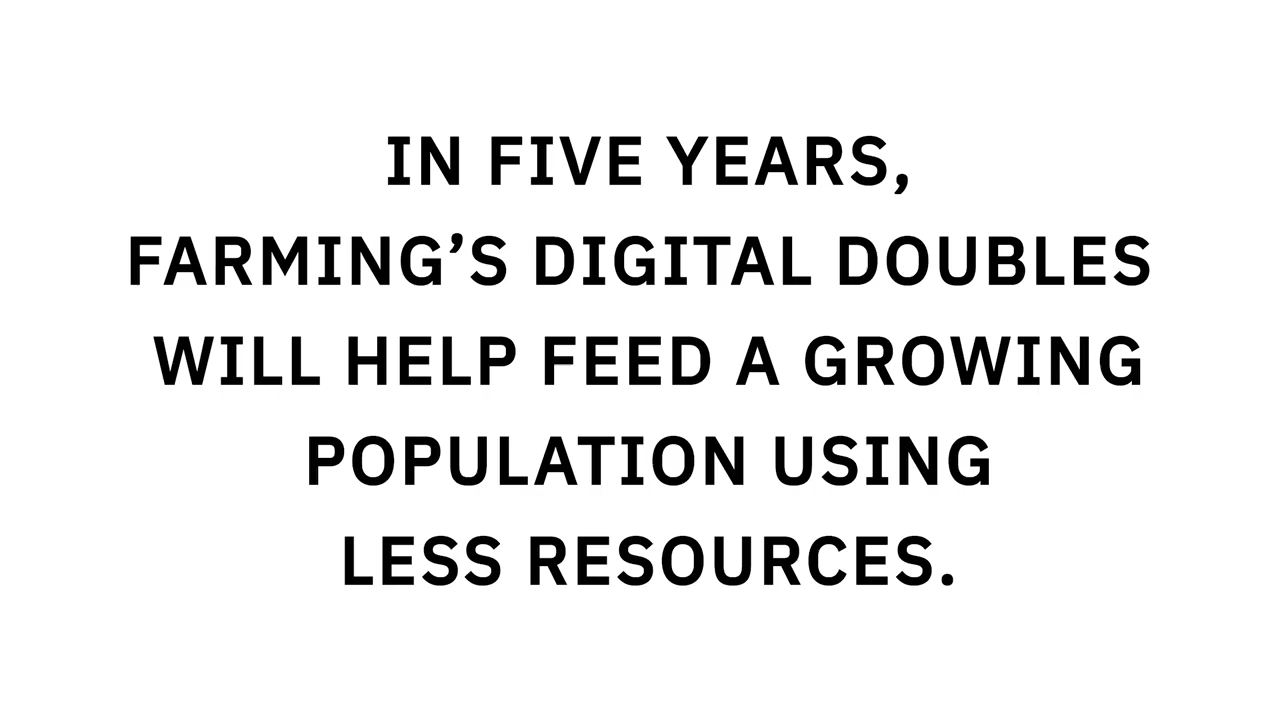 IN FIVE YEARS,
FARMING’S DIGITAL DOUBLES
WILL HELP FEED A GROWING
POPULATION USING
LESS RESOURCES.